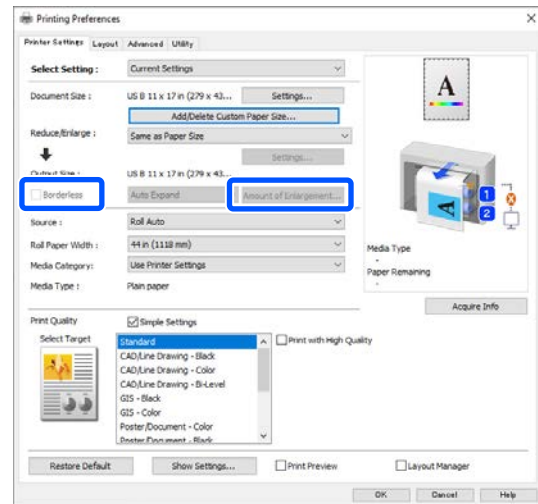 Printing Preferences
Printer Settings Layout Advanced Utility
Select Setting : Current Settings
Document Size : US B 11 x 17 in (279 x 43... Settings...
Add/Delete Custom Paper Size...
Reduce/Enlarge : Same as Paper Size
Settings...
Output Size : US B 11 x 17 in (279 x 43...
Borderless Auto Expand Amount of Enlargement...
Source : Roll Auto
Roll Paper Width : 44 in (1118 mm)
Media Category: Use Printer Settings
Media Type : Plain paper
A
1
2
Media Type
-
Paper Remaining
-
Acquire Info
Print Quality Simple Settings
Select Target
Standard
CAD/Line Drawing - Black
CAD/Line Drawing - Color
CAD/Line Drawing - Bi-Level
GIS - Black
GIS - Color
Poster/Document - Color
Poster/Document - Black
Print with High Quality
Restore Default Show Settings... Print Preview Layout Manager
OK Cancel Help